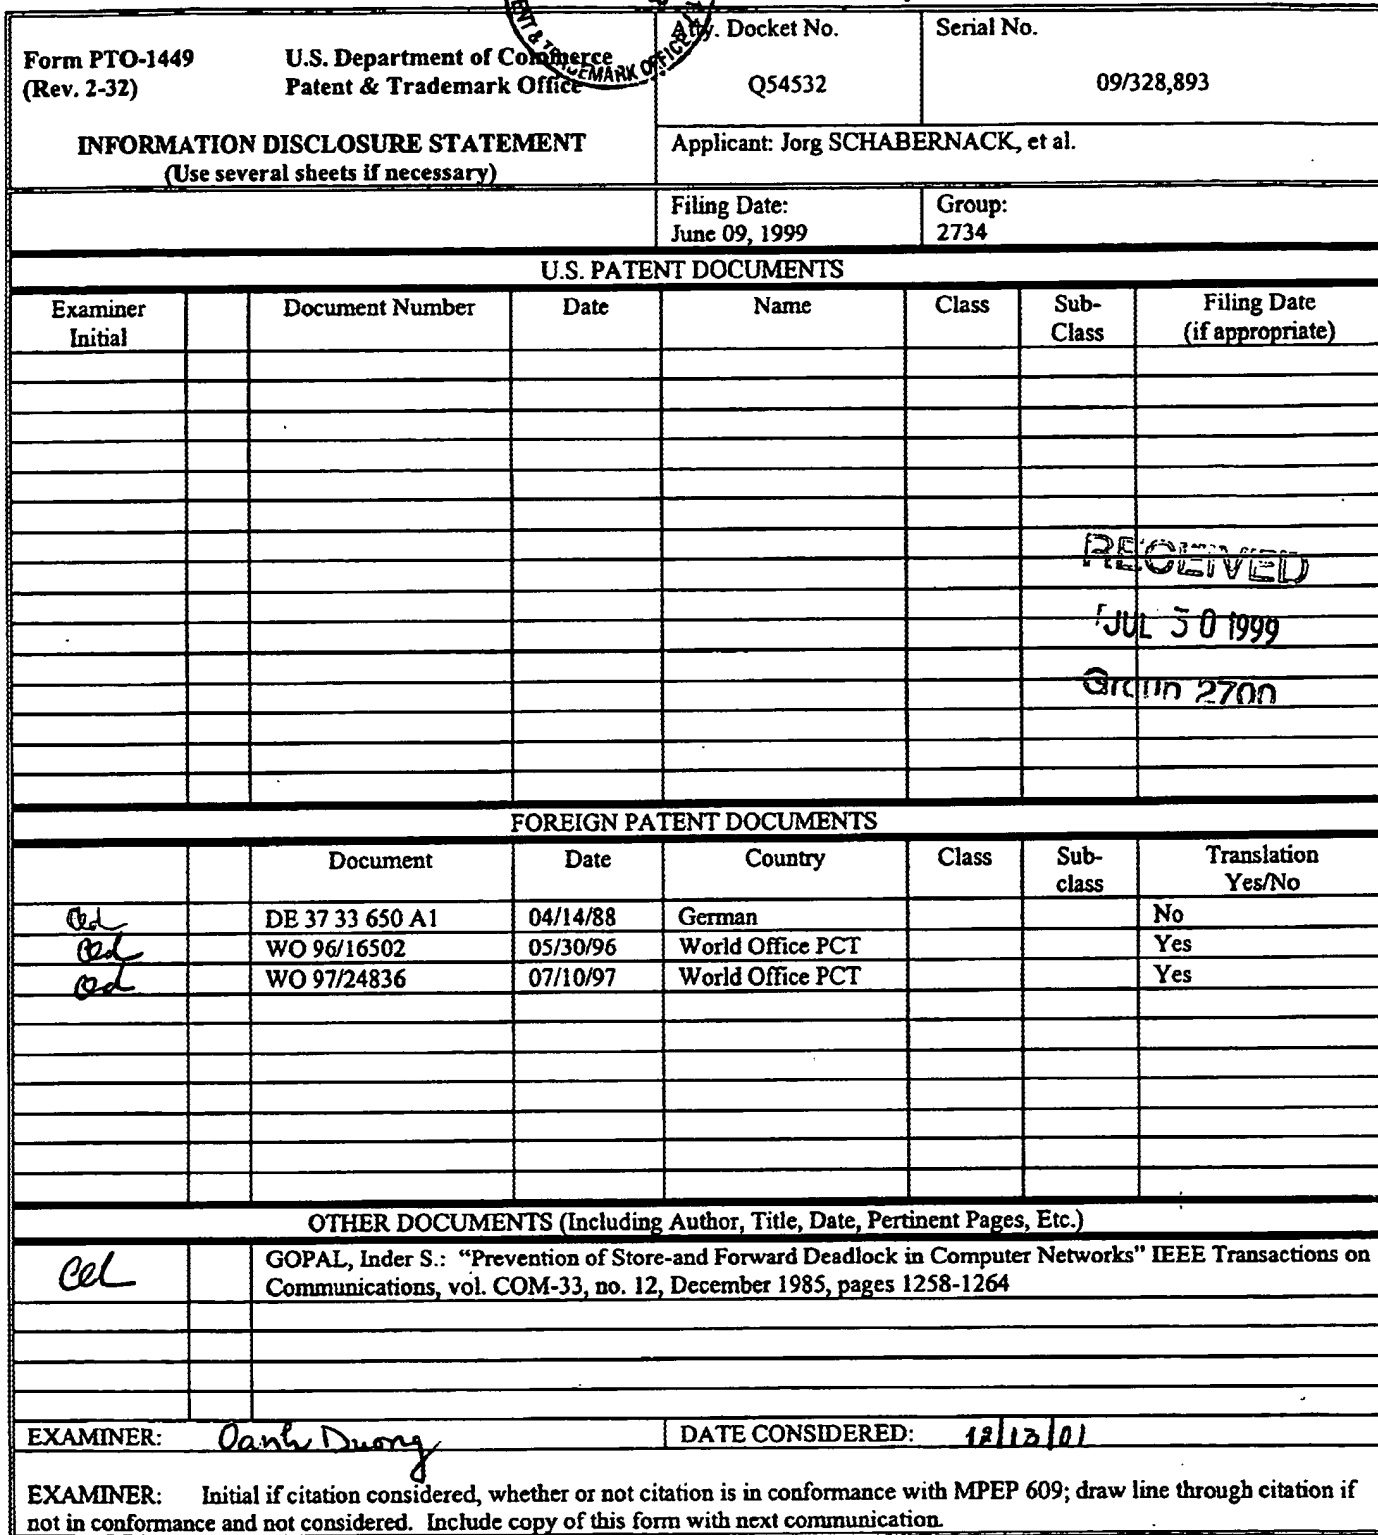 Form PTO-1449
(Rev. 2-32)
U.S. Department of Commerce
Patent & Trademark Office
INFORMATION DISCLOSURE STATEMENT
(Use several sheets if necessary)
ENT & TRADEMARK OFFICE
Atty. Docket No.
Q54532
Serial No.
09/328,893
Applicant: Jorg SCHABERNACK, et al.
Filing Date:
June 09, 1999
Group:
2734
U.S. PATENT DOCUMENTS
Examiner
Initial
Document Number
Date
Name
Class
Sub-
Class
Filing Date
(if appropriate)
RECEIVED
JUL 30 1999
Group 2700
FOREIGN PATENT DOCUMENTS
Document
Date
Country
Class
Sub-
class
Translation
Yes/No
DE 37 33 650 A1 04/14/88 German No
WO 96/16502 05/30/96 World Office PCT Yes
WO 97/24836 07/10/97 World Office PCT Yes
OTHER DOCUMENTS (Including Author, Title, Date, Pertinent Pages, Etc.)
GOPAL, Inder S.: “Prevention of Store-and Forward Deadlock in Computer Networks” IEEE Transactions on
Communications, vol. COM-33, no. 12, December 1985, pages 1258-1264
EXAMINER: Oanh Duong DATE CONSIDERED: 12/13/01
EXAMINER: Initial if citation considered, whether or not citation is in conformance with MPEP 609; draw line through citation if
not in conformance and not considered. Include copy of this form with next communication.